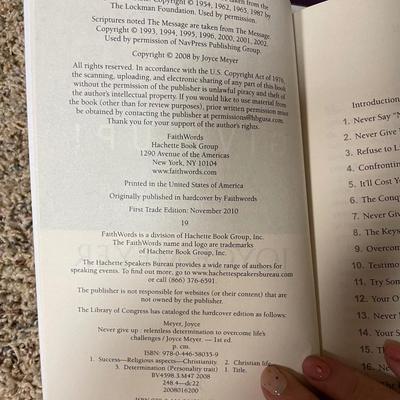 Copyright © 1954, 1962, 1965, 1987 by
The Lockman Foundation. Used by permission.
Scriptures noted The Message are taken from The Message.
Copyright © 1993, 1994, 1995, 1996, 2000, 2001, 2002.
Used by permission of NavPress Publishing Group.
Copyright © 2008 by Joyce Meyer
All rights reserved. In accordance with the U.S. Copyright Act of 1976,
the scanning, uploading, and electronic sharing of any part of this book
without the permission of the publisher is unlawful piracy and theft of
the author's intellectual property. If you would like to use material from
the book (other than for review purposes), prior written permission must
be obtained by contacting the publisher at permissions@hbgusa.com.
Thank you for your support of the author's rights.
FaithWords
Hachette Book Group
1290 Avenue of the Americas
New York, NY 10104
www.faithwords.com
Printed in the United States of America
Originally published in hardcover by Faithwords
First Trade Edition: November 2010
19
FaithWords is a division of Hachette Book Group, Inc.
The FaithWords name and logo are trademarks
of Hachette Book Group, Inc.
The Hachette Speakers Bureau provides a wide range of authors for
speaking events. To find out more, go to www.hachettespeakersbureau.com
or call (866) 376-6591.
The publisher is not responsible for websites (or their content) that are
not owned by the publisher.
The Library of Congress has cataloged the hardcover edition as follows:
Meyer, Joyce
Never give up : relentless determination to overcome life's
challenges / Joyce Meyer. — 1st ed.
p. cm.
ISBN: 978-0-446-58035-9
1. Success—Religious aspects—Christianity. 2. Christian life.
3. Determination (Personality trait) 1. Title.
BV4598.3.M47 2008
248.4—dc22
2008016200
Introduction
1. Never Say "N
2. Never Give
3. Refuse to L
4. Confronting
5. It'll Cost Y
6. The Conq
7. Never Giv
8. The Keys
9. Overcom
10. Testimo
11. Try Som
12. Your O
13. Never
14. Your S
15. The
16. Never
17.
18.